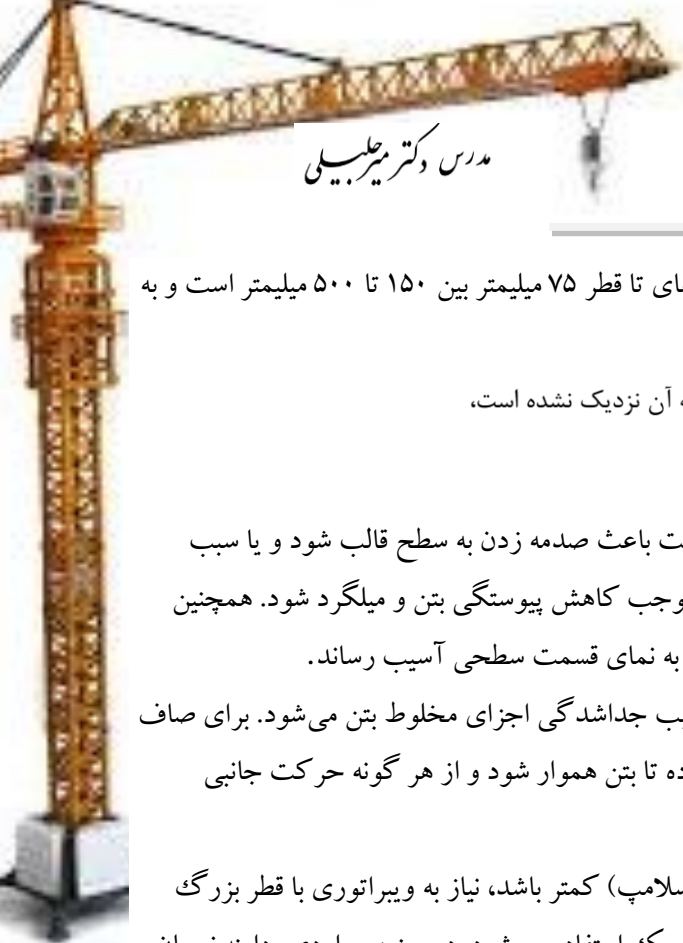 مدرس دکتر میرجلیلی
ای تا قطر ۷۵ میلیمتر بین ۱۵۰ تا ۵۰۰ میلیمتر است و به
آن نزدیک نشده است،
ت باعث صدمه زدن به سطح قالب شود و یا سبب
وجب کاهش پیوستگی بتن و میلگرد شود. همچنین
به نمای قسمت سطحی آسیب رساند.
ب جداشدگی اجزای مخلوط بتن می‌شود. برای صاف
ده تا بتن هموار شود و از هر گونه حرکت جانبی
سلامپ) کمتر باشد، نیاز به ویبراتوری با قطر بزرگ